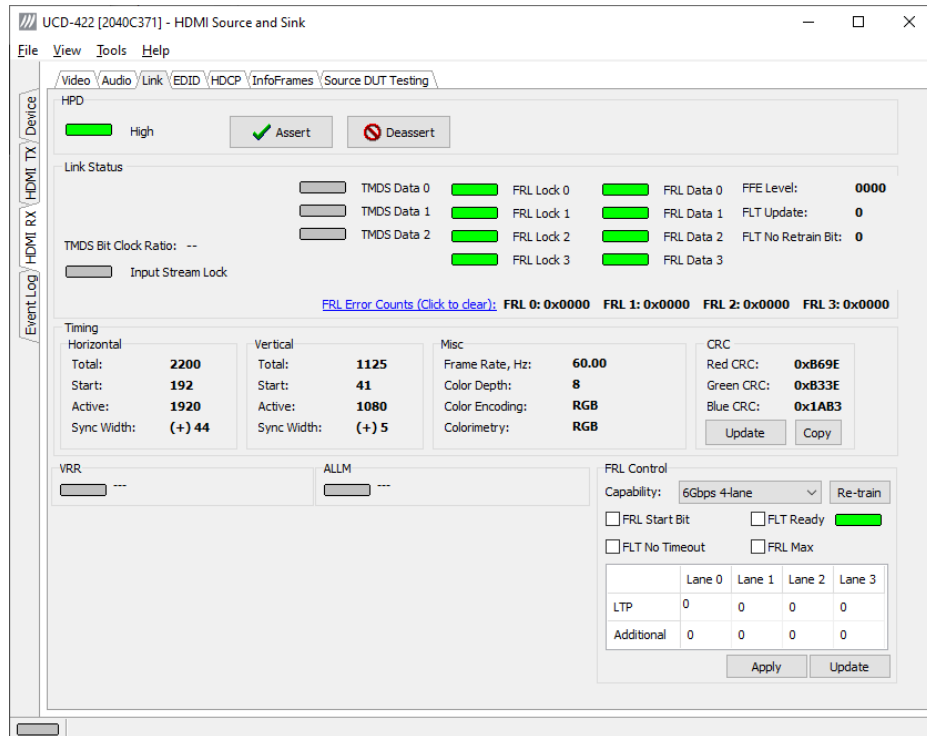 UCD-422 [2040C371] - HDMI Source and Sink
File View Tools Help
Video Audio Link EDID HDCP InfoFrames Source DUT Testing
Device
HDMI TX
HDMI RX
Event Log
HPD
High Assert Deassert
Link Status
TMDS Data 0 FRL Lock 0 FRL Data 0 FFE Level: 0000
TMDS Data 1 FRL Lock 1 FRL Data 1 FLT Update: 0
TMDS Data 2 FRL Lock 2 FRL Data 2 FLT No Retrain Bit: 0
TMDS Bit Clock Ratio: --
FRL Lock 3 FRL Data 3
Input Stream Lock
FRL Error Counts (Click to clear): FRL 0: 0x0000 FRL 1: 0x0000 FRL 2: 0x0000 FRL 3: 0x0000
Timing
Horizontal Vertical Misc CRC
Total: 2200 Total: 1125 Frame Rate, Hz: 60.00 Red CRC: 0xB69E
Start: 192 Start: 41 Color Depth: 8 Green CRC: 0xB33E
Active: 1920 Active: 1080 Color Encoding: RGB Blue CRC: 0x1AB3
Sync Width: (+) 44 Sync Width: (+) 5 Colorimetry: RGB Update Copy
VRR ALLM FRL Control
--- ---
Capability: 6Gbps 4-lane Re-train
FRL Start Bit FLT Ready
FLT No Timeout FRL Max
Lane 0 Lane 1 Lane 2 Lane 3
LTP 0 0 0 0
Additional 0 0 0 0
Apply Update